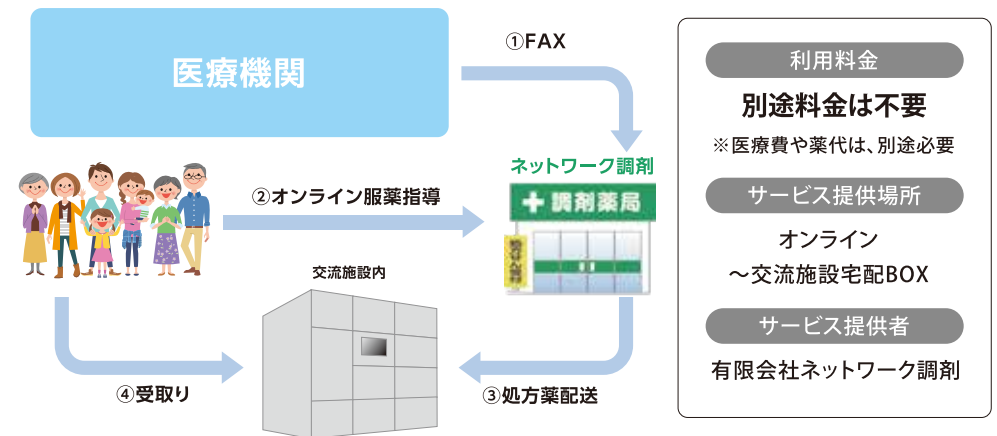 医療機関
①FAX
ネットワーク調剤
調剤薬局
②オンライン服薬指導
交流施設内
④受取り
③処方薬配送
利用料金
別途料金は不要
※医療費や薬代は、別途必要
サービス提供場所
オンライン
～交流施設宅配BOX
サービス提供者
有限会社ネットワーク調剤